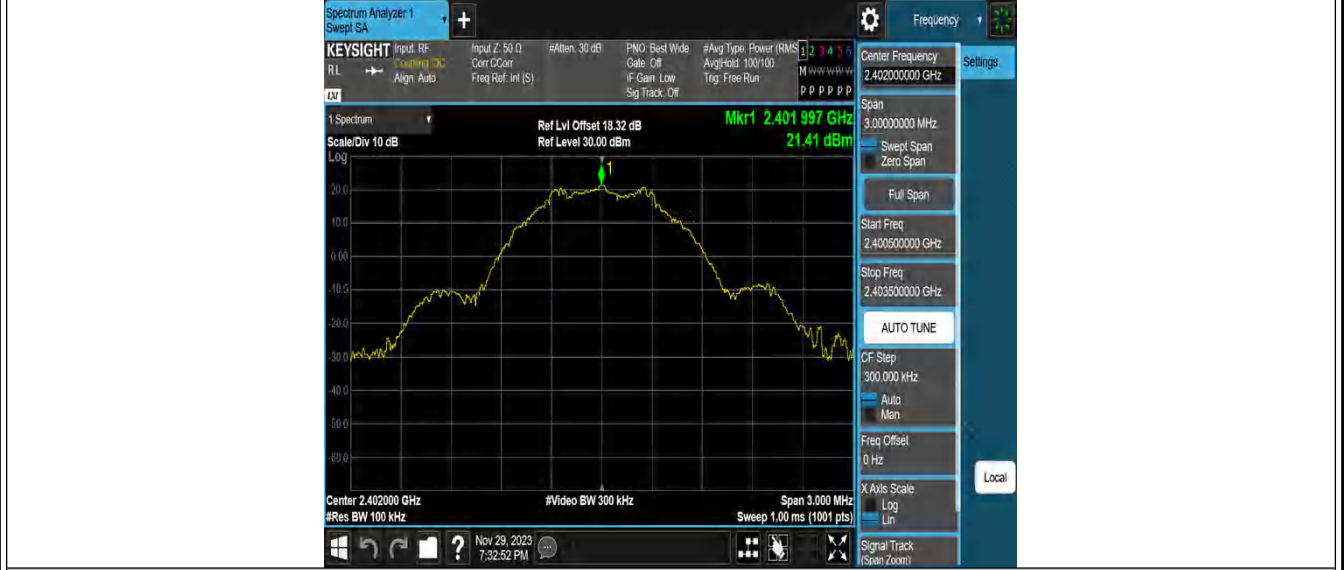 Spectrum Analyzer 1
Swept SA
+
Frequency
KEYSIGHT
RL
LXI
Input: RF
Coupling: DC
Align: Auto
Input Z: 50 Ω
Corr CCorr
Freq Ref: Int (S)
#Atten: 30 dB
PNO: Best Wide
Gate: Off
IF Gain: Low
Sig Track: Off
#Avg Type: Power (RMS
Avg|Hold: 100/100
Trig: Free Run
1 2 3 4 5 6
M W W W W W
P P P P P P
1 Spectrum
Scale/Div 10 dB
Log
Ref Lvl Offset 18.32 dB
Ref Level 30.00 dBm
Mkr1 2.401 997 GHz
21.41 dBm
1
20.0
10.0
0.00
-10.0
-20.0
-30.0
-40.0
-50.0
-60.0
Center 2.402000 GHz
#Res BW 100 kHz
#Video BW 300 kHz
Span 3.000 MHz
Sweep 1.00 ms (1001 pts)
Nov 29, 2023
7:32:52 PM
Center Frequency
2.402000000 GHz
Settings
Span
3.00000000 MHz
Swept Span
Zero Span
Full Span
Start Freq
2.400500000 GHz
Stop Freq
2.403500000 GHz
AUTO TUNE
CF Step
300.000 kHz
Auto
Man
Freq Offset
0 Hz
X Axis Scale
Log
Lin
Local
Signal Track
(Span Zoom)